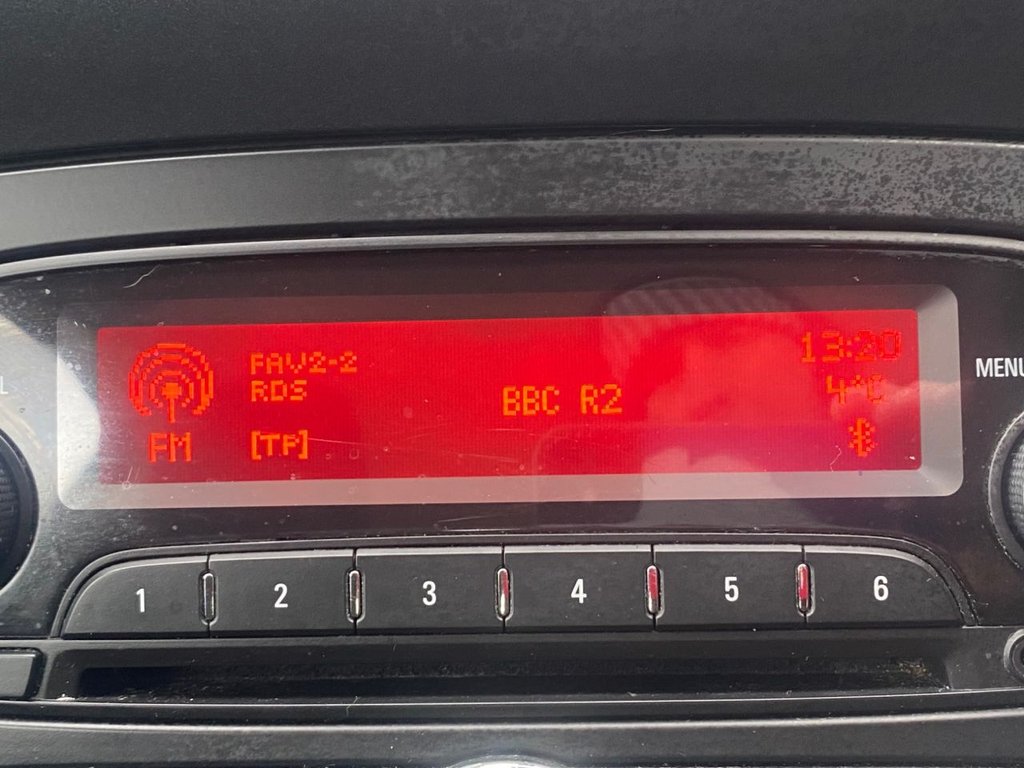 FAV2-2
RDS
BBC R2
13:20
4°C
FM
[TP]
MENU
1
2
3
4
5
6